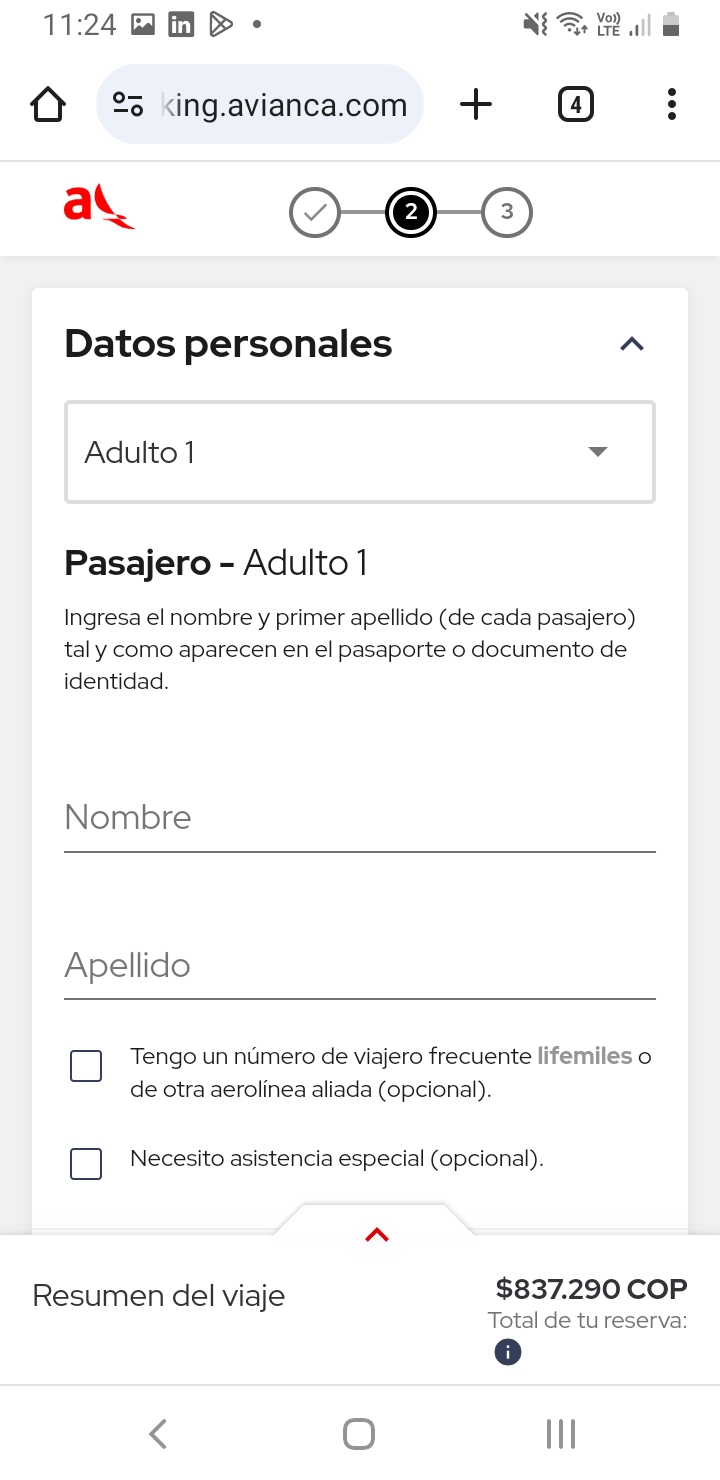 11:24
Vo)) LTE
king.avianca.com
4
a
2
3
Datos personales
Adulto 1
Pasajero - Adulto 1
Ingresa el nombre y primer apellido (de cada pasajero)
tal y como aparecen en el pasaporte o documento de
identidad.
Nombre
Apellido
Tengo un número de viajero frecuente lifemiles o
de otra aerolínea aliada (opcional).
Necesito asistencia especial (opcional).
Resumen del viaje
$837.290 COP
Total de tu reserva:
i